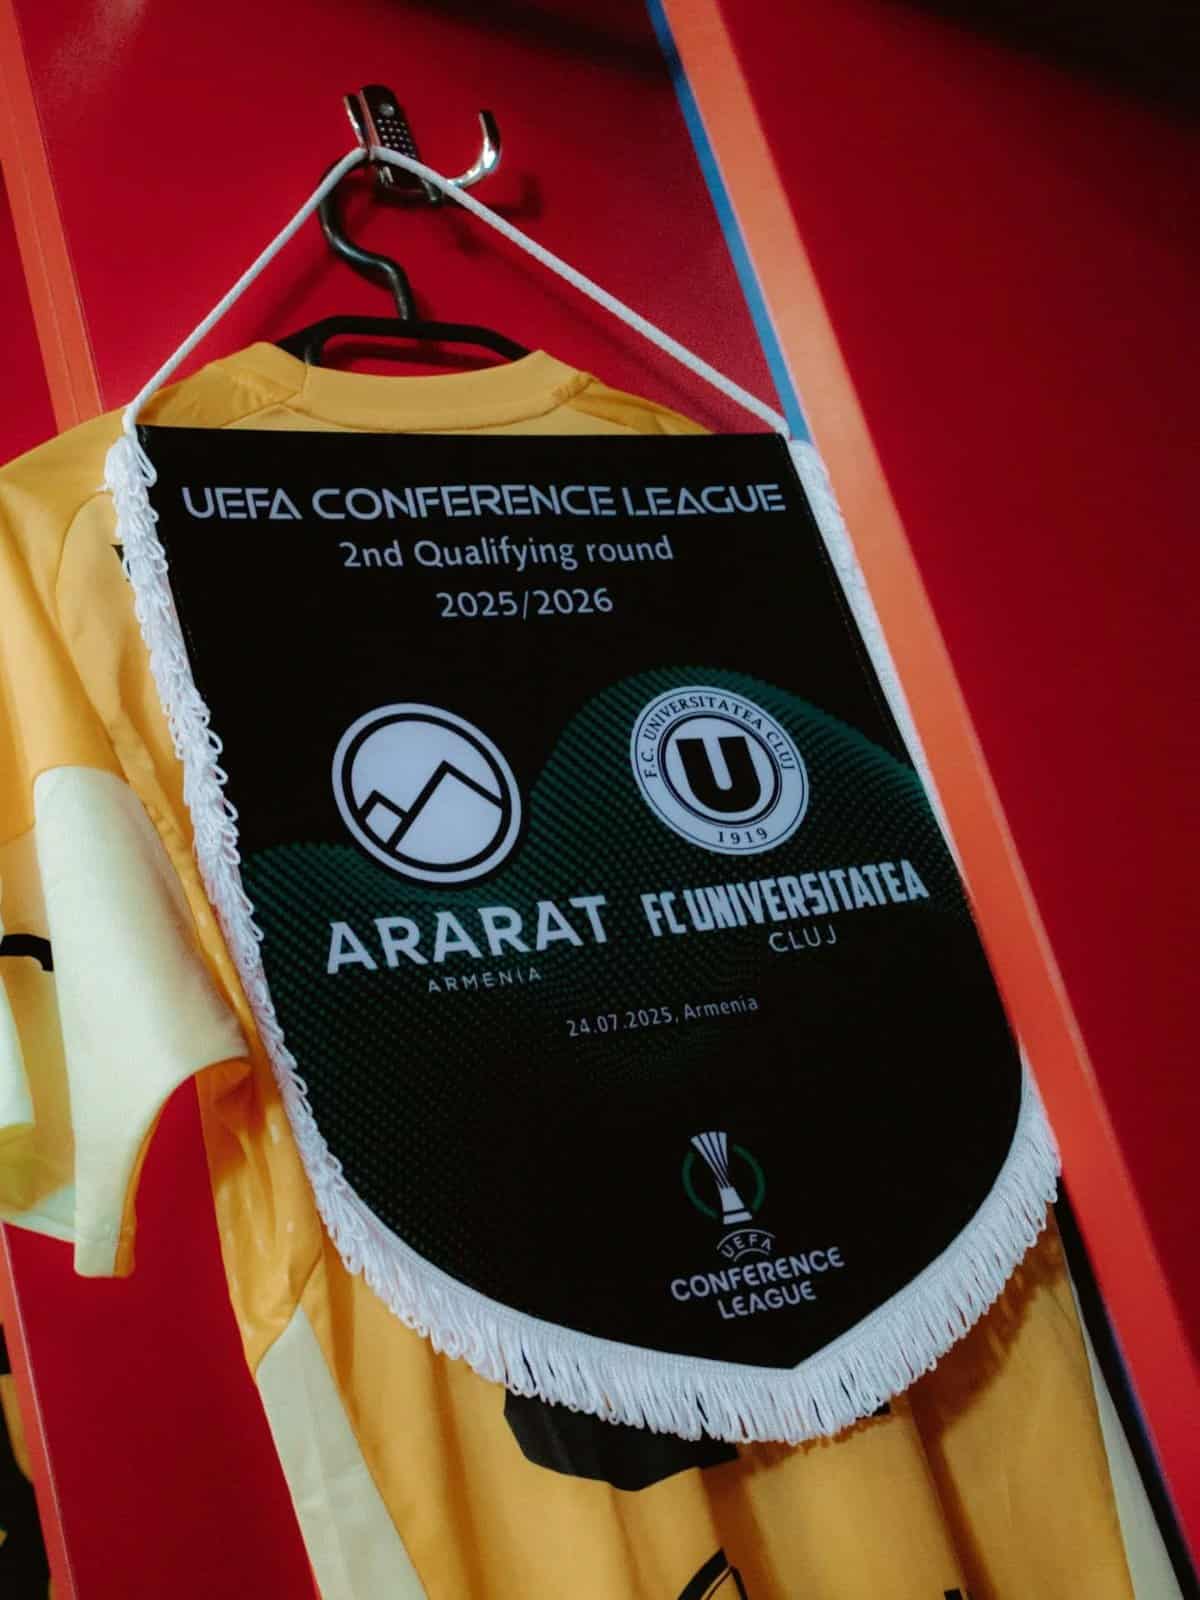 UEFA CONFERENCE LEAGUE
2nd Qualifying round
2025/2026
F.C. UNIVERSITATEA CLUJ
U
1919
ARARAT
ARMENIA
FC UNIVERSITATEA
CLUJ
24.07.2025, Armenia
UEFA
CONFERENCE
LEAGUE